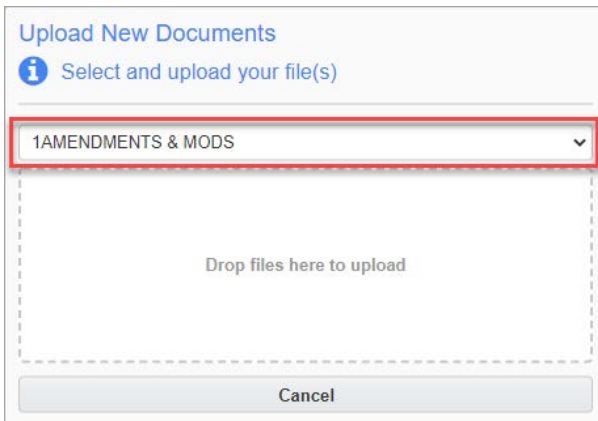 Upload New Documents
Select and upload your file(s)
1AMENDMENTS & MODS
Drop files here to upload
Cancel